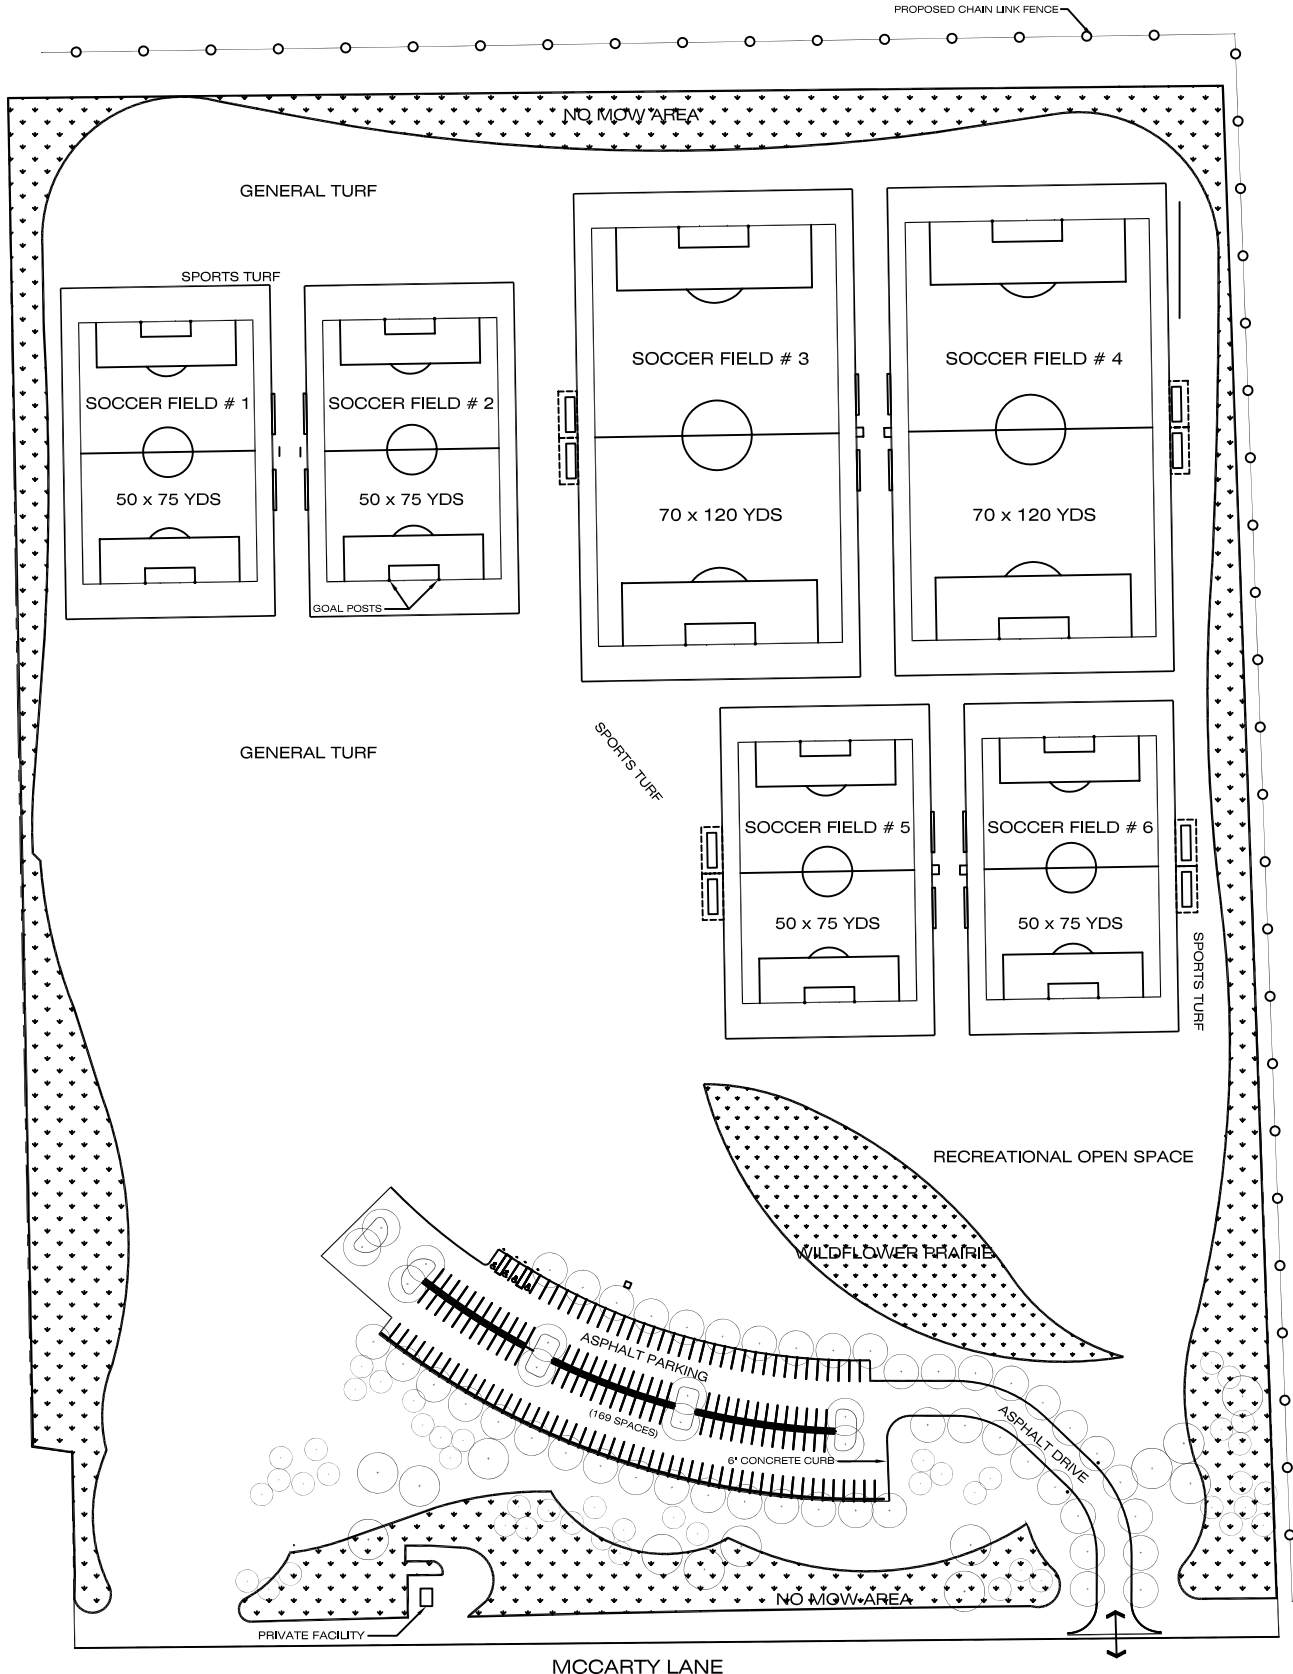 PROPOSED CHAIN LINK FENCE
NO MOW AREA
GENERAL TURF
SPORTS TURF
SOCCER FIELD # 3
SOCCER FIELD # 4
SOCCER FIELD # 1
SOCCER FIELD # 2
50 x 75 YDS
50 x 75 YDS
70 x 120 YDS
70 x 120 YDS
GOAL POSTS
GENERAL TURF
SPORTS TURF
SOCCER FIELD # 5
SOCCER FIELD # 6
50 x 75 YDS
50 x 75 YDS
SPORTS TURF
RECREATIONAL OPEN SPACE
WILDFLOWER PRAIRIE
ASPHALT PARKING
(169 SPACES)
6' CONCRETE CURB
ASPHALT DRIVE
NO MOW AREA
PRIVATE FACILITY
MCCARTY LANE